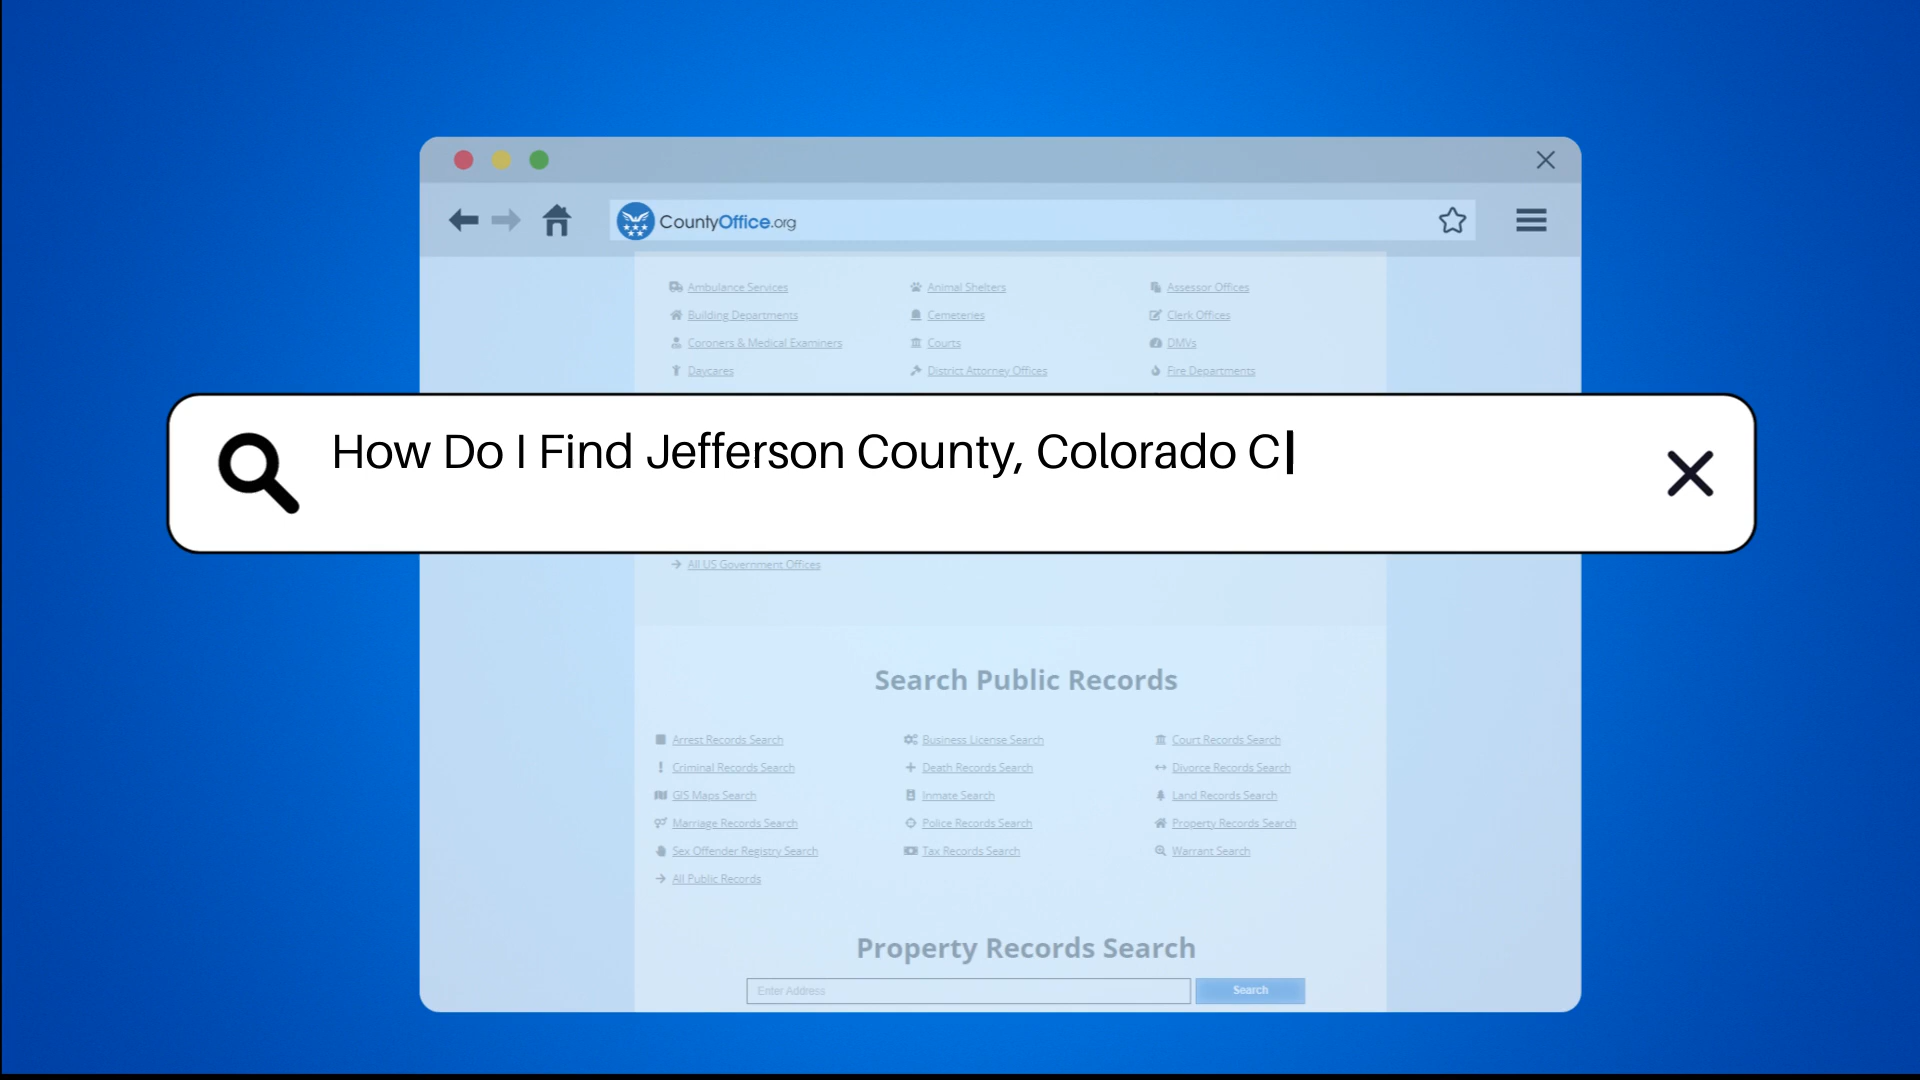 CountyOffice.org
Ambulance Services Animal Shelters Assessor Offices
Building Departments Cemeteries Clerk Offices
Coroners & Medical Examiners Courts DMVs
Daycares District Attorney Offices Fire Departments
How Do I Find Jefferson County, Colorado C
All US Government Offices
Search Public Records
Arrest Records Search Business License Search Court Records Search
Criminal Records Search Death Records Search Divorce Records Search
GIS Maps Search Inmate Search Land Records Search
Marriage Records Search Police Records Search Property Records Search
Sex Offender Registry Search Tax Records Search Warrant Search
All Public Records
Property Records Search
Enter Address Search